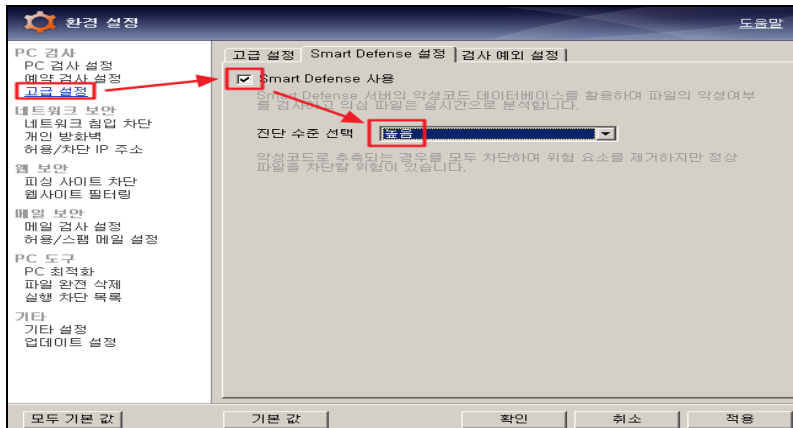 환경 설정
도움말
PC 검사
PC 검사 설정
예약 검사 설정
고급 설정
네트워크 보안
네트워크 침입 차단
개인 방화벽
허용/차단 IP 주소
웹 보안
피싱 사이트 차단
웹사이트 필터링
메일 보안
메일 검사 설정
허용/스팸 메일 설정
PC 도구
PC 최적화
파일 완전 삭제
실행 차단 목록
기타
기타 설정
업데이트 설정
고급 설정 Smart Defense 설정 검사 예외 설정
Smart Defense 사용
Smart Defense 서버의 악성코드 데이터베이스를 활용하며 파일의 악성여부
를 검사하고 의심 파일은 실시간으로 분석합니다.
진단 수준 선택 높음
악성코드로 추측되는 경우를 모두 차단하며 위험 요소를 제거하지만 정상
파일을 차단할 위험이 있습니다.
모두 기본 값 기본 값 확인 취소 적용